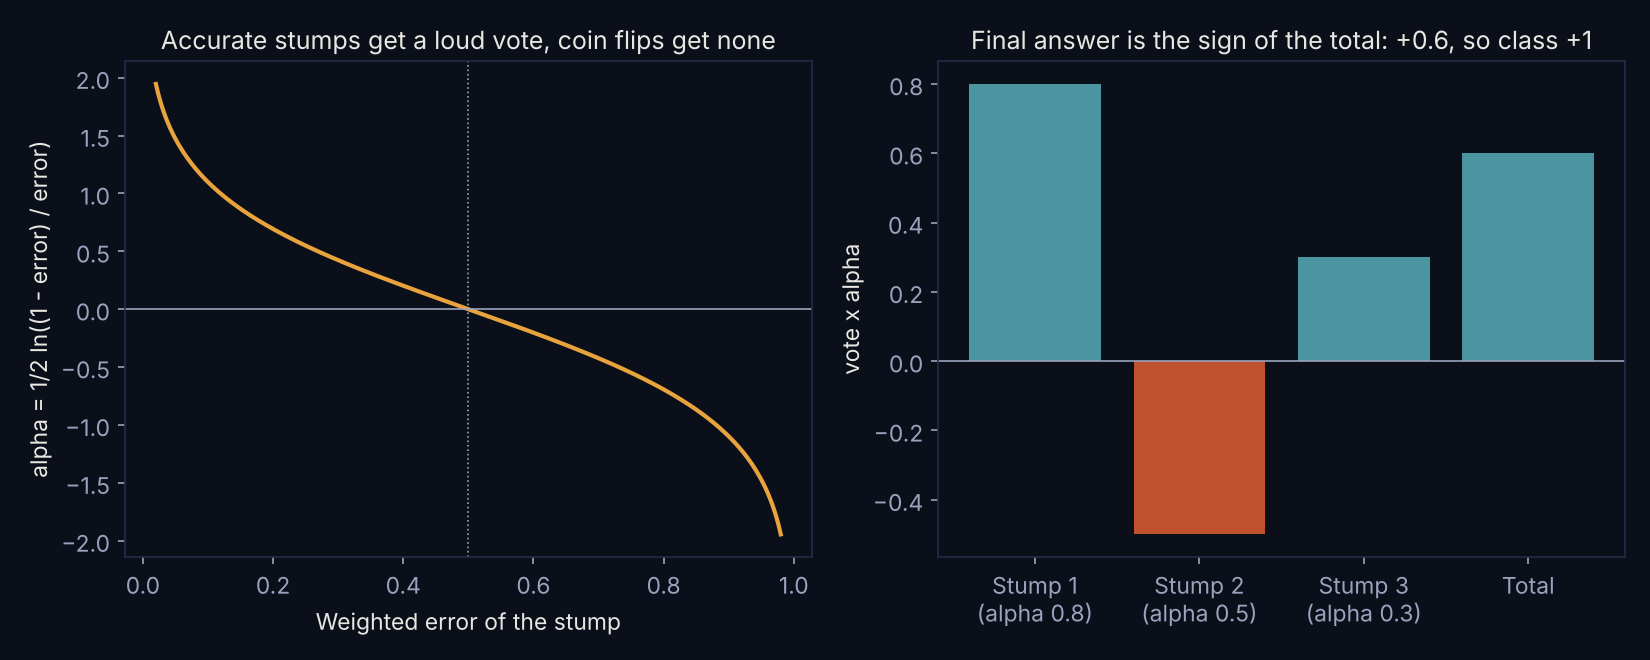 Accurate stumps get a loud vote, coin flips get none
alpha = 1/2 ln((1 - error) / error)
2.0
1.5
1.0
0.5
0.0
−0.5
−1.0
−1.5
−2.0
0.0 0.2 0.4 0.6 0.8 1.0
Weighted error of the stump
Final answer is the sign of the total: +0.6, so class +1
vote x alpha
0.8
0.6
0.4
0.2
0.0
−0.2
−0.4
Stump 1 Stump 2 Stump 3 Total
(alpha 0.8) (alpha 0.5) (alpha 0.3)